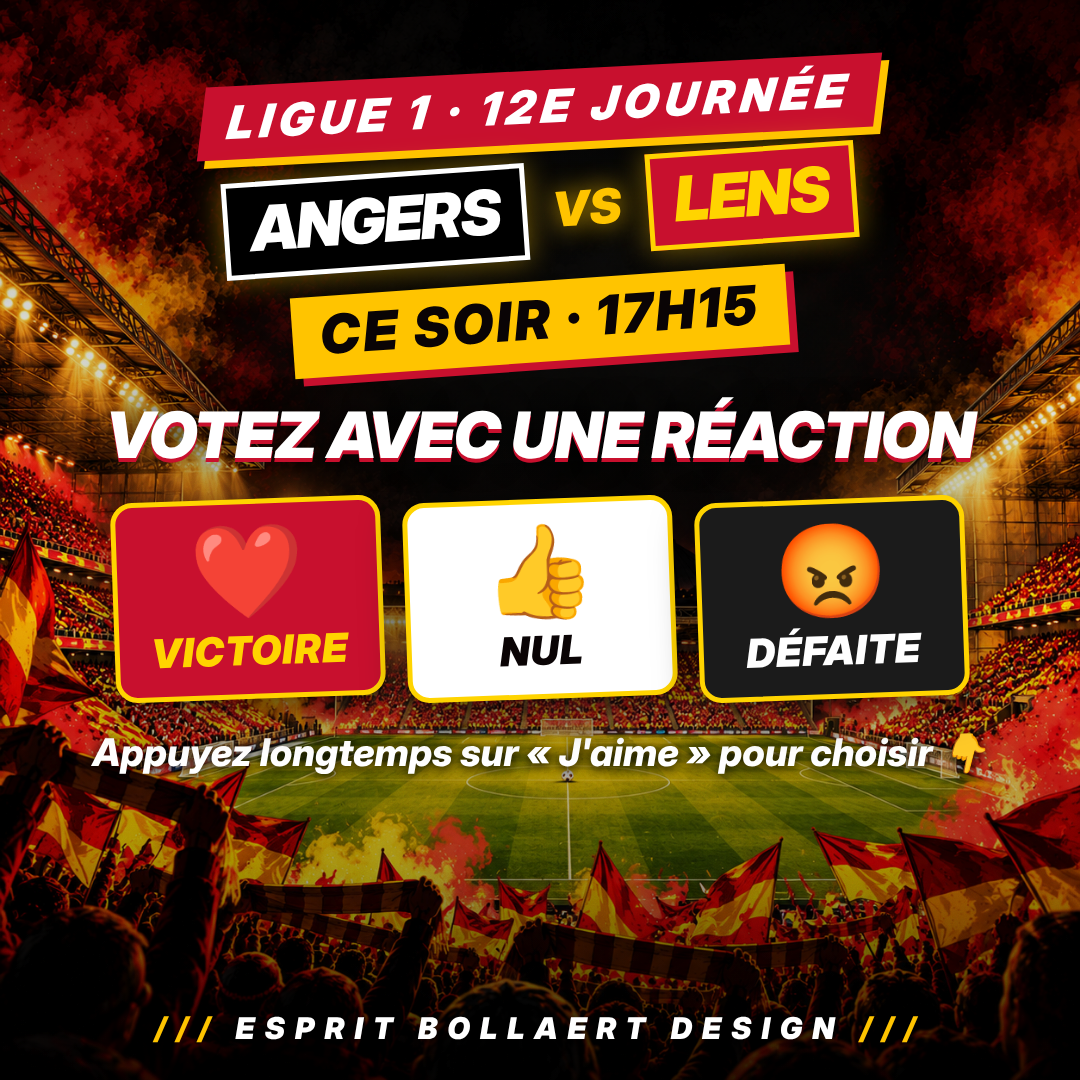 LIGUE 1 · 12E JOURNÉE
ANGERS VS LENS
CE SOIR · 17H15
VOTEZ AVEC UNE RÉACTION
VICTOIRE
NUL
DÉFAITE
Appuyez longtemps sur « J'aime » pour choisir 👇
/// ESPRIT BOLLAERT DESIGN ///